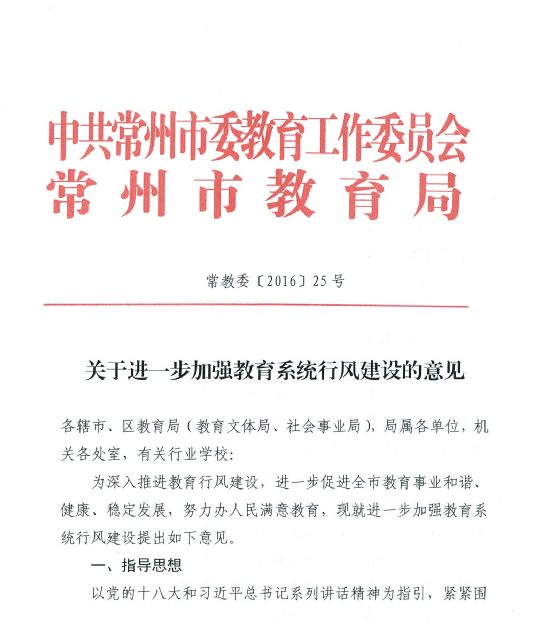 中共常州市委教育工作委员会
常州市教育局
常教委〔2016〕25号
关于进一步加强教育系统行风建设的意见
各辖市、区教育局（教育文体局、社会事业局），局属各单位，机
关各处室，有关行业学校：
为深入推进教育行风建设，进一步促进全市教育事业和谐、
健康、稳定发展，努力办人民满意教育，现就进一步加强教育系
统行风建设提出如下意见。
一、指导思想
以党的十八大和习近平总书记系列讲话精神为指引，紧紧围